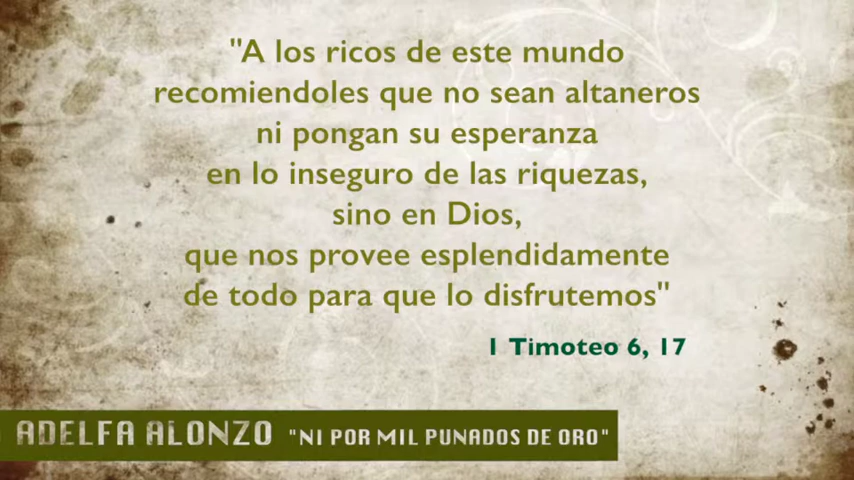 "A los ricos de este mundo
recomiendoles que no sean altaneros
ni pongan su esperanza
en lo inseguro de las riquezas,
sino en Dios,
que nos provee esplendidamente
de todo para que lo disfrutemos"
1 Timoteo 6, 17
ADELFA ALONZO "NI POR MIL PUNADOS DE ORO"